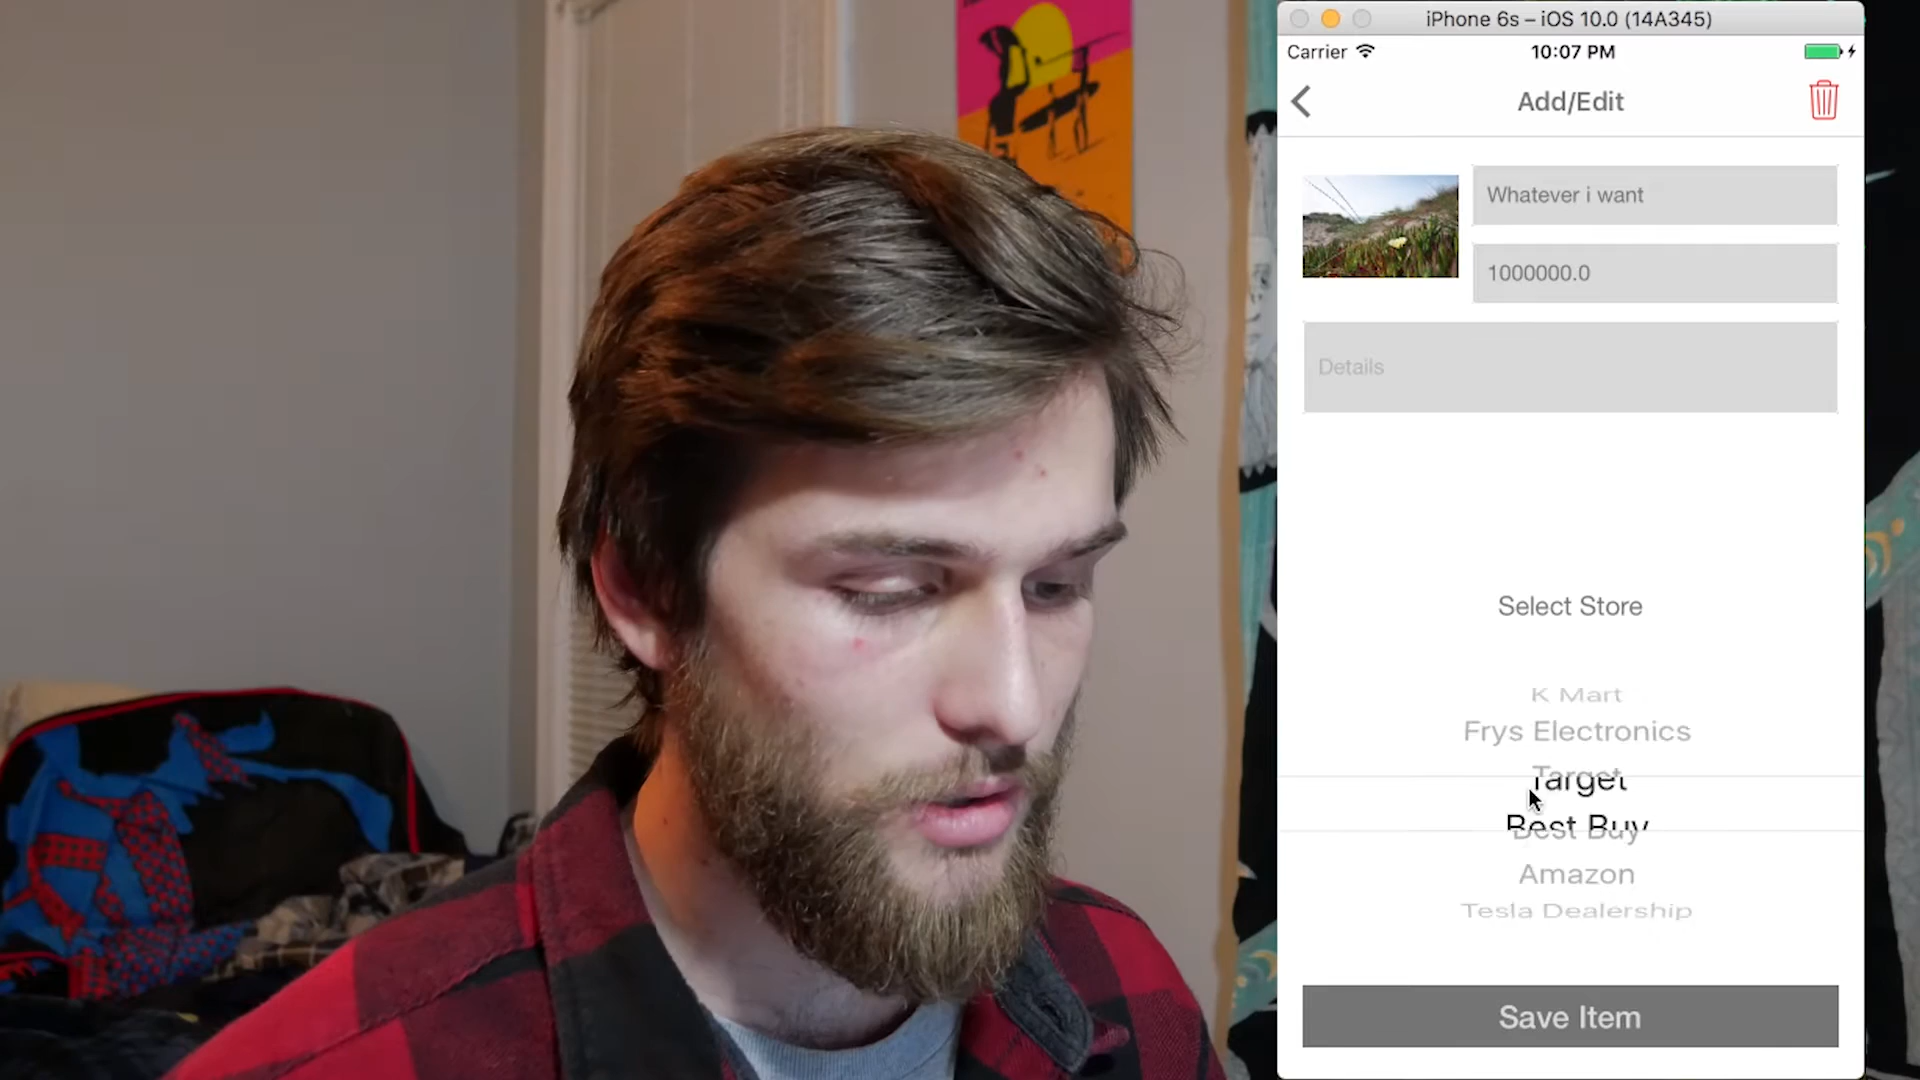 iPhone 6s – iOS 10.0 (14A345)
Carrier 10:07 PM
Add/Edit
Whatever i want
1000000.0
Details
Select Store
K Mart
Frys Electronics
Target
Best Buy
Amazon
Tesla Dealership
Save Item